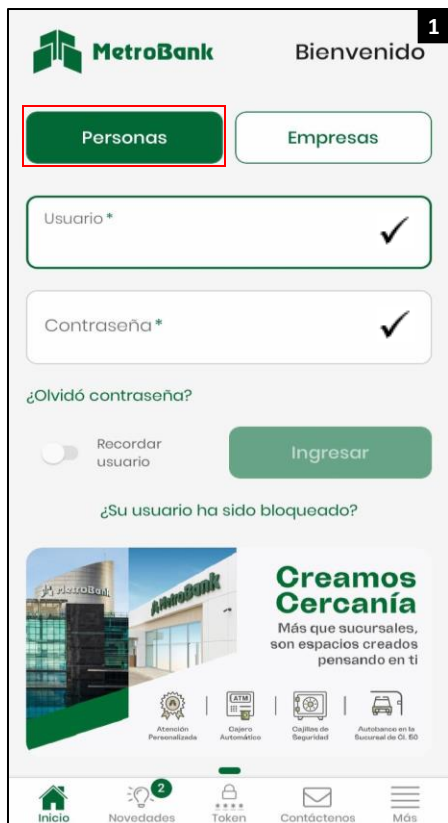 1
MetroBank
Bienvenido
Personas
Empresas
Usuario *
Contraseña *
¿Olvidó contraseña?
Recordar
usuario
Ingresar
¿Su usuario ha sido bloqueado?
MetroBank
MetroBank
Creamos
Cercanía
Más que sucursales,
son espacios creados
pensando en ti
ATM
Atención
Personalizada
Cajero
Automático
Cajillas de
Seguridad
Autobanco en la
Sucursal de Cl. 50
2
****
Inicio
Novedades
Token
Contáctenos
Más